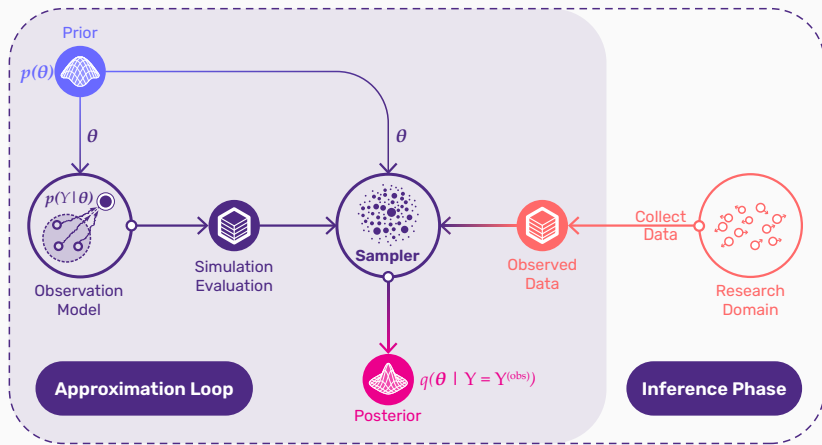 Prior
p(θ)
θ
θ
p(Y | θ)
Sampler
Collect
Data
Simulation
Evaluation
Observed
Data
Observation
Model
Research
Domain
q(θ | Y = Y(obs))
Posterior
Approximation Loop
Inference Phase